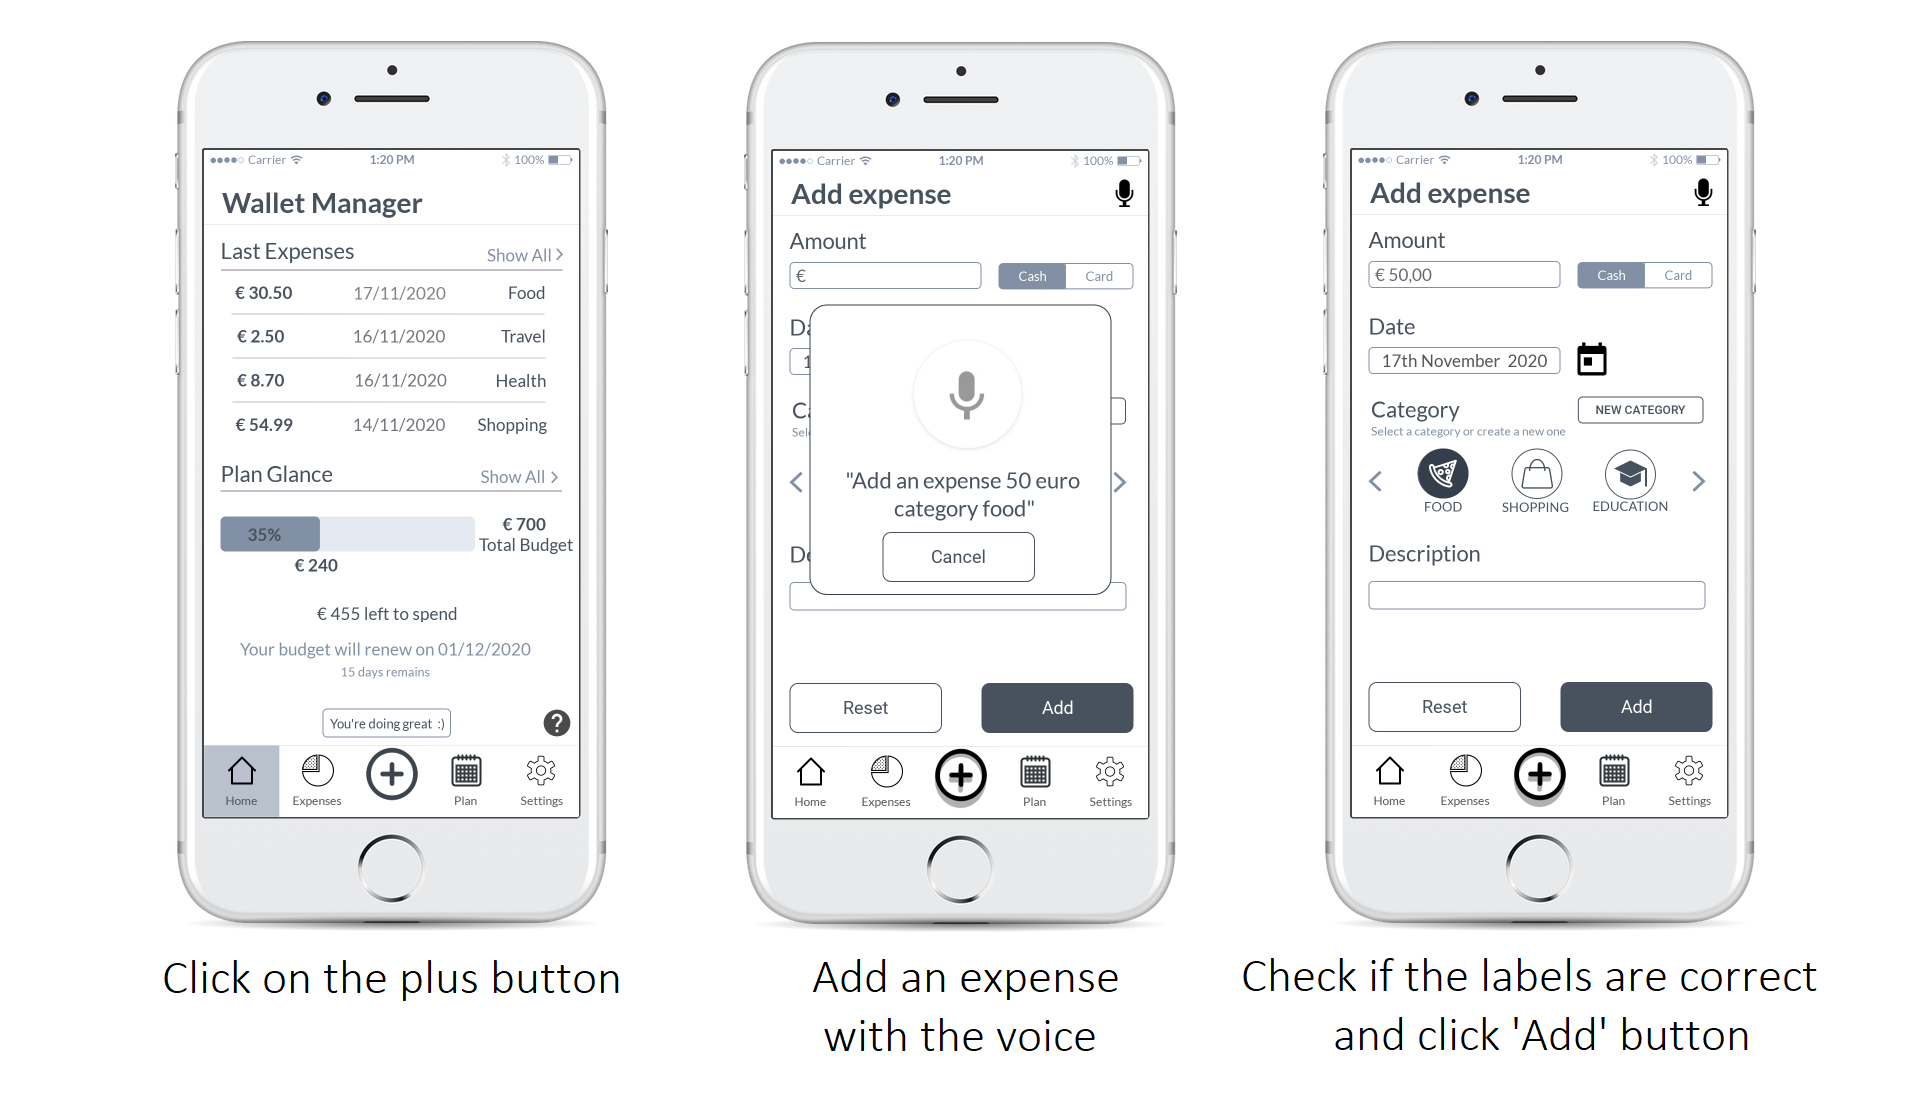 Carrier 1:20 PM 100%
Wallet Manager
Last Expenses Show All
€ 30.50 17/11/2020 Food
€ 2.50 16/11/2020 Travel
€ 8.70 16/11/2020 Health
€ 54.99 14/11/2020 Shopping
Plan Glance Show All
35%
€ 700
Total Budget
€ 240
€ 455 left to spend
Your budget will renew on 01/12/2020
15 days remains
You're doing great :)
?
Home Expenses Plan Settings
Click on the plus button
Carrier 1:20 PM 100%
Add expense
Amount
€ Cash Card
Da
1
Ca
Sele
"Add an expense 50 euro
category food"
Cancel
De
Reset Add
Home Expenses Plan Settings
Add an expense
with the voice
Carrier 1:20 PM 100%
Add expense
Amount
€ 50,00 Cash Card
Date
17th November 2020
Category NEW CATEGORY
Select a category or create a new one
FOOD SHOPPING EDUCATION
Description
Reset Add
Home Expenses Plan Settings
Check if the labels are correct
and click 'Add' button